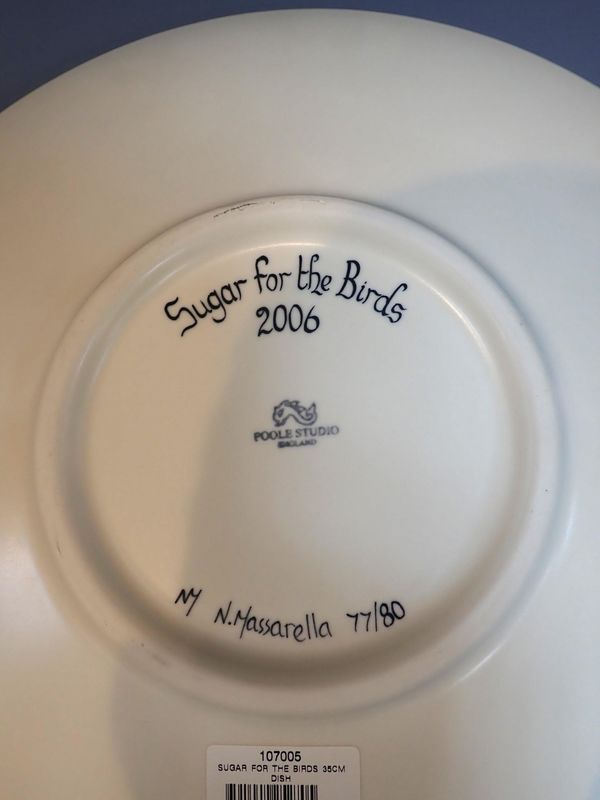 Sugar for the Birds
2006
POOLE STUDIO
ENGLAND
NM N.Massarella 77/80
107005
SUGAR FOR THE BIRDS 35CM
DISH